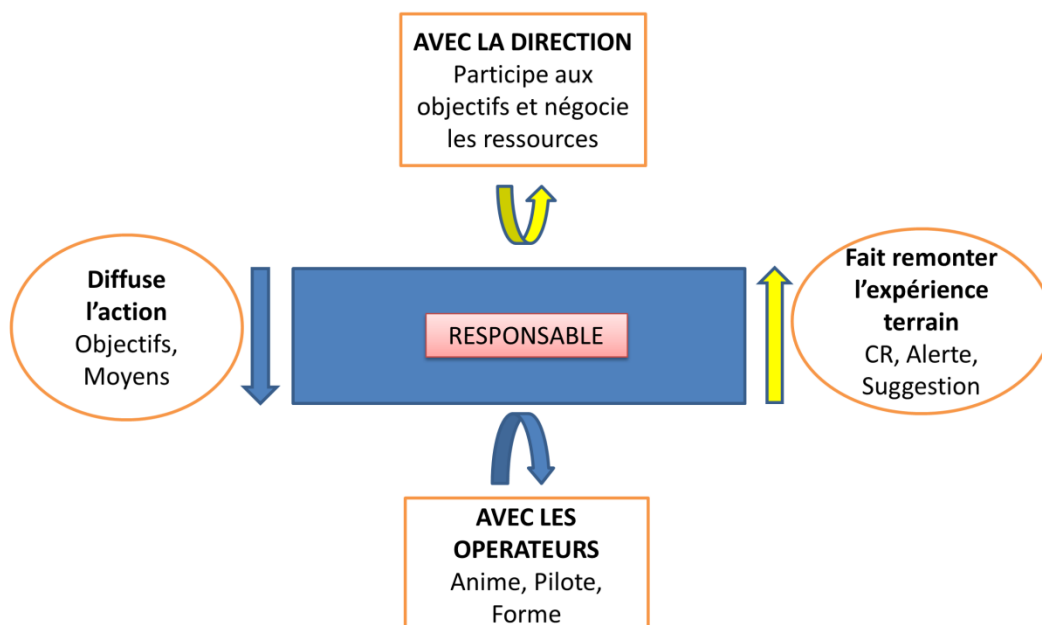 AVEC LA DIRECTION
Participe aux
objectifs et négocie
les ressources
Diffuse
l’action
Objectifs,
Moyens
RESPONSABLE
Fait remonter
l’expérience
terrain
CR, Alerte,
Suggestion
AVEC LES
OPERATEURS
Anime, Pilote,
Forme